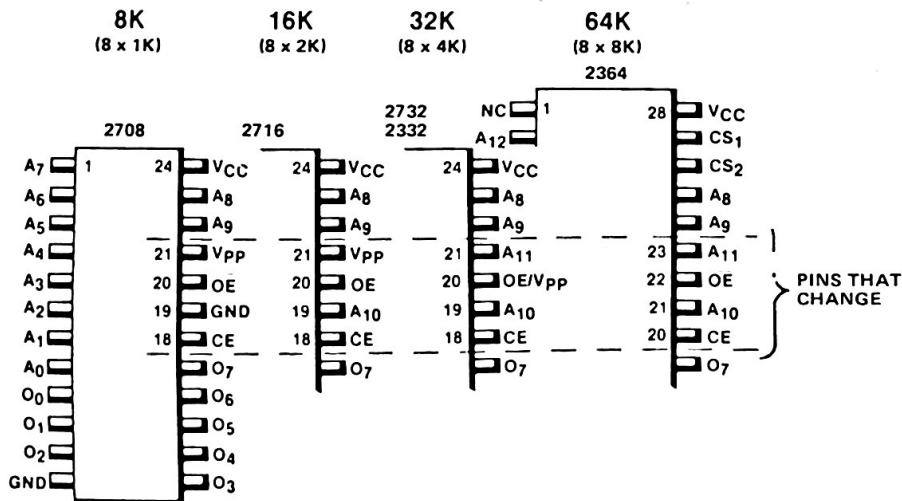 8K 16K 32K 64K
(8 x 1K) (8 x 2K) (8 x 4K) (8 x 8K)
2364
NC 1 28 VCC
2732
A12 CS1
2708 2716 2332 CS2
A7 1 24 VCC 24 VCC 24 VCC A8
A6 A8 A8 A8 A9
A5 A9 A9 A9
A4 21 VPP 21 VPP 21 A11 23 A11
A3 20 OE 20 OE 20 OE/VPP 22 OE
A2 19 GND 19 A10 19 A10 21 A10
A1 18 CE 18 CE 18 CE 20 CE
PINS THAT
CHANGE
A0 O7 O7 O7 O7
O0 O6
O1 O5
O2 O4
GND O3